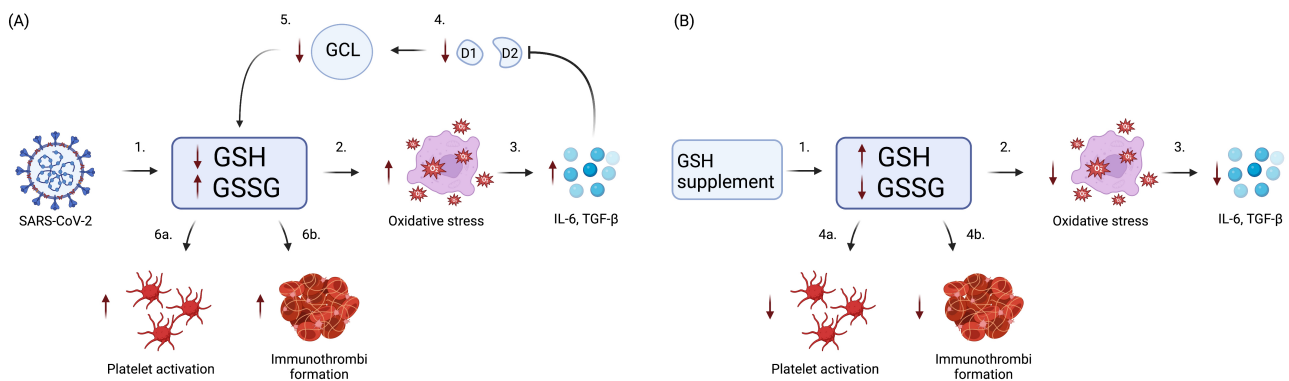 (A)
5.
4.
GCL
D1
D2
SARS-CoV-2
1.
GSH
GSSG
2.
Oxidative stress
3.
IL-6, TGF-β
6a.
6b.
Platelet activation
Immunothrombi
formation
(B)
GSH
supplement
1.
GSH
GSSG
2.
Oxidative stress
3.
IL-6, TGF-β
4a.
4b.
Platelet activation
Immunothrombi
formation